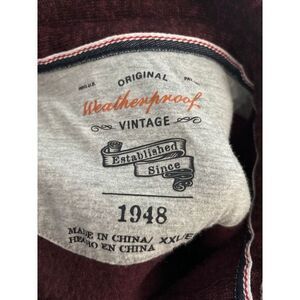 ORIGINAL
Weatherproof
VINTAGE
Established
Since
1948
MADE IN CHINA/ XXL/E
HECHO EN CHINA